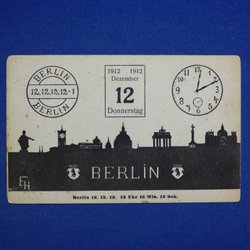 BERLIN
12.12.12.12-1
BERLIN
1912 1912
Dezember
12
Donnerstag
BERLIN
Berlin 12. 12. 12. 12 Uhr 12 Min. 12 Sek.